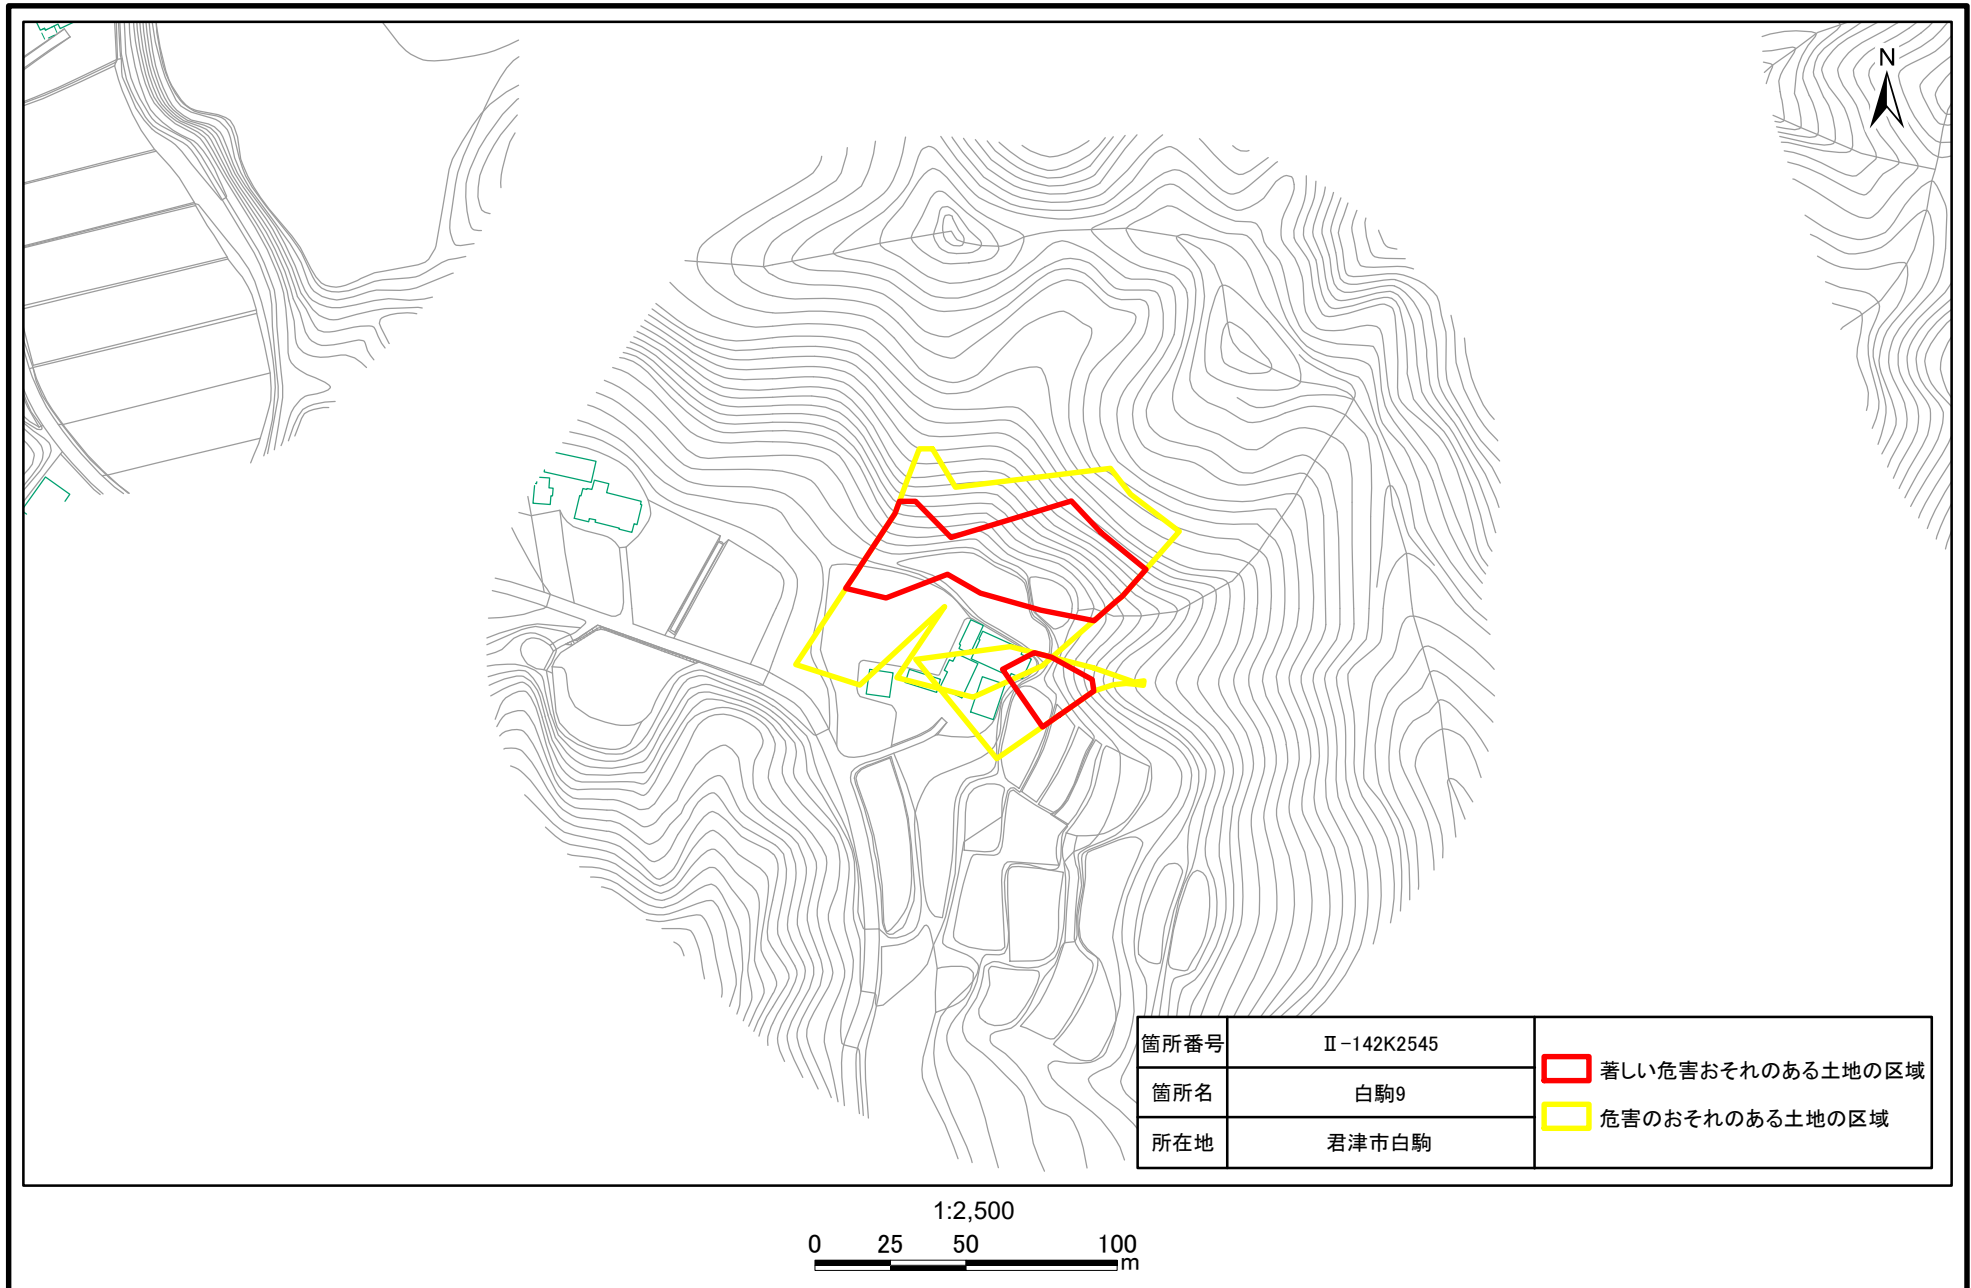 N
箇所番号 Ⅱ-142K2545
箇所名 白駒9
所在地 君津市白駒
著しい危害おそれのある土地の区域
危害のおそれのある土地の区域
1:2,500
0 25 50 100
m